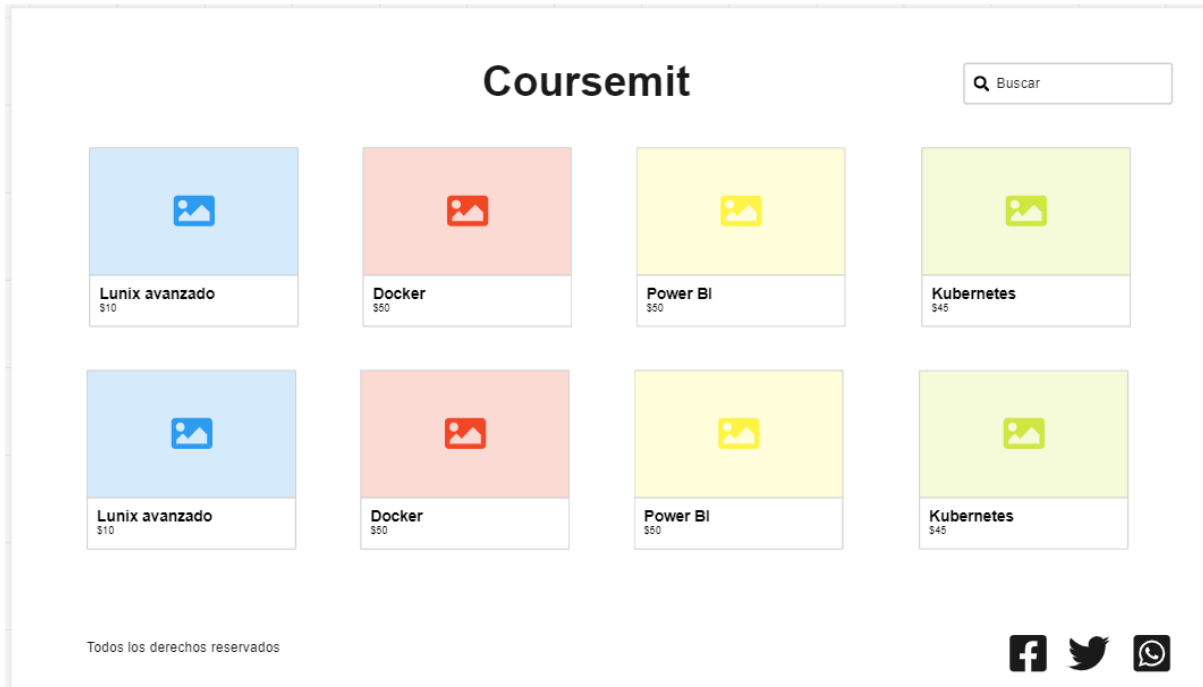 Coursemit
Buscar
Lunix avanzado
$10
Docker
$50
Power BI
$50
Kubernetes
$45
Lunix avanzado
$10
Docker
$50
Power BI
$50
Kubernetes
$45
Todos los derechos reservados